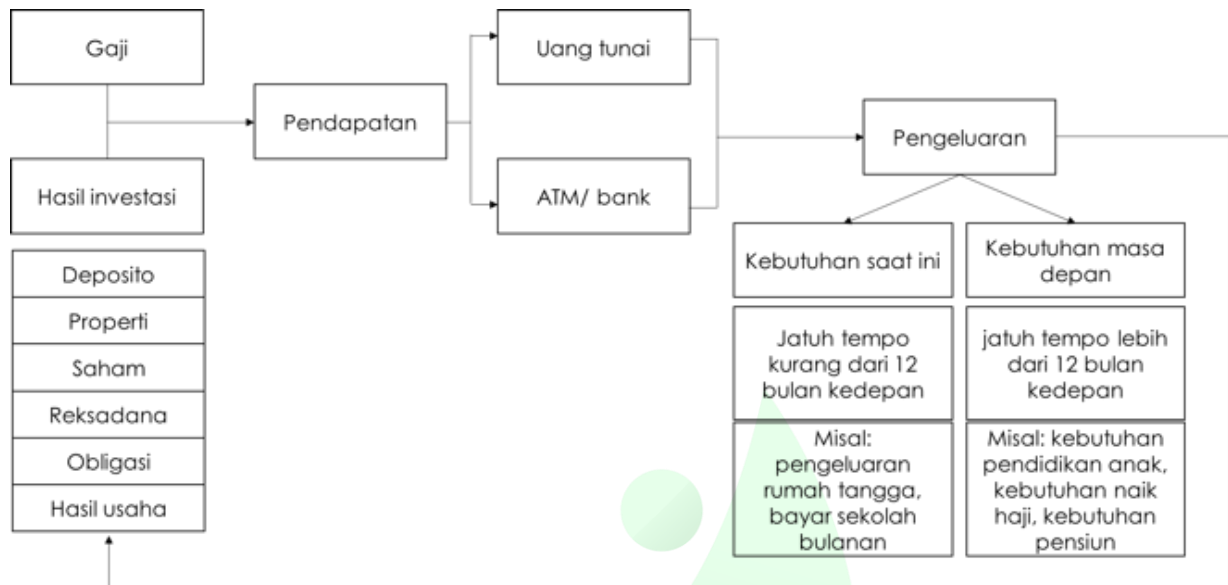 Gaji
Hasil investasi
Deposito
Properti
Saham
Reksadana
Obligasi
Hasil usaha
Pendapatan
Uang tunai
ATM/ bank
Pengeluaran
Kebutuhan saat ini
Jatuh tempo
kurang dari 12
bulan kedepan
Misal:
pengeluaran
rumah tangga,
bayar sekolah
bulanan
Kebutuhan masa
depan
jatuh tempo lebih
dari 12 bulan
kedepan
Misal: kebutuhan
pendidikan anak,
kebutuhan naik
haji, kebutuhan
pensiun